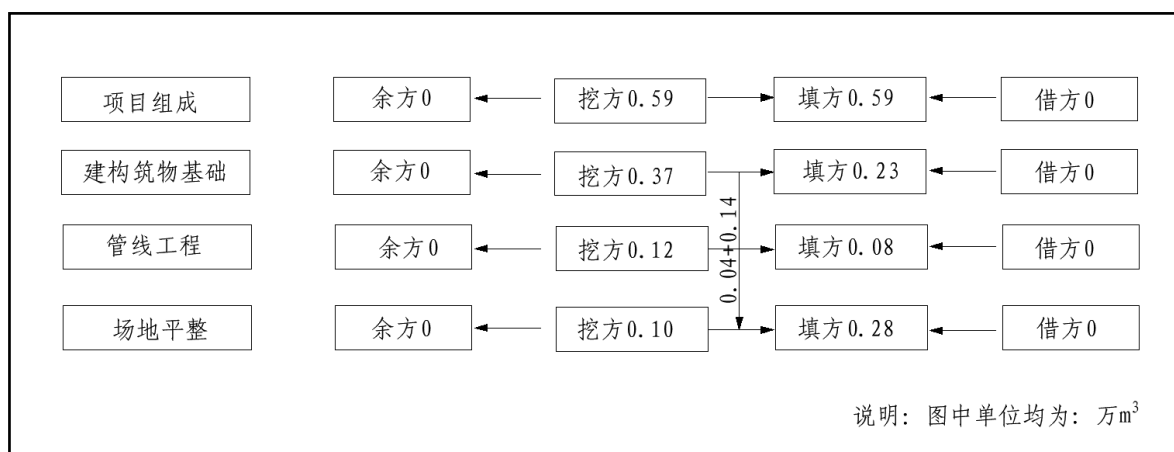 项目组成 余方0 挖方0.59 填方0.59 借方0
建构筑物基础 余方0 挖方0.37 填方0.23 借方0
0.04+0.14
管线工程 余方0 挖方0.12 填方0.08 借方0
场地平整 余方0 挖方0.10 填方0.28 借方0
说明：图中单位均为：万m³